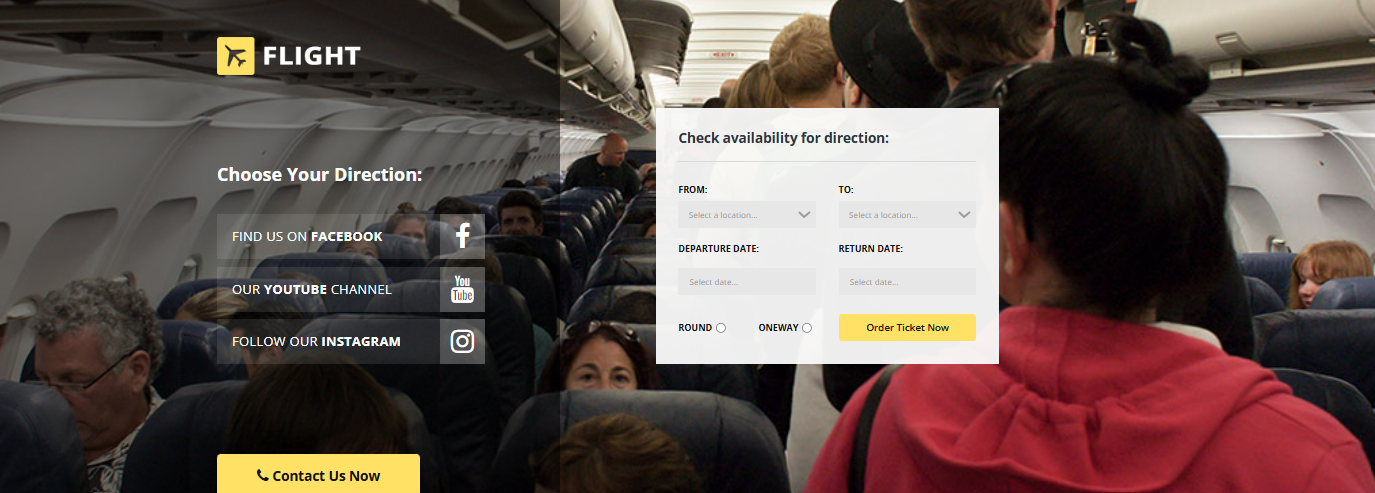 FLIGHT
Choose Your Direction:
FIND US ON FACEBOOK
OUR YOUTUBE CHANNEL
You
Tube
FOLLOW OUR INSTAGRAM
Contact Us Now
Check availability for direction:
FROM: TO:
Select a location... Select a location...
DEPARTURE DATE: RETURN DATE:
Select date... Select date...
ROUND ONEWAY Order Ticket Now